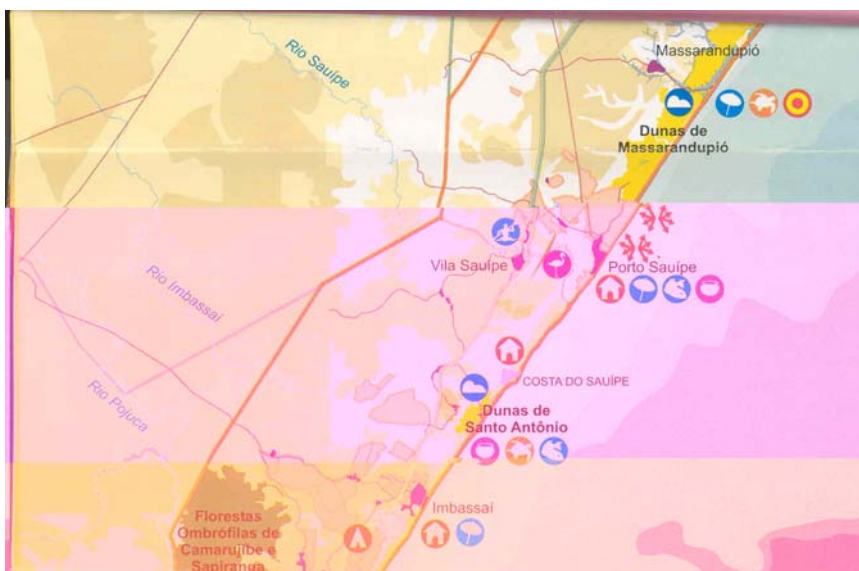 Massarandupió
Rio Sauípe
Dunas de
Massarandupió
Vila Sauípe
Porto Sauípe
Rio Imbassaí
COSTA DO SAUÍPE
Rio Pojuca
Dunas de
Santo Antônio
Imbassaí
Florestas
Ombrófilas de
Camarujibe e
Sapiranga